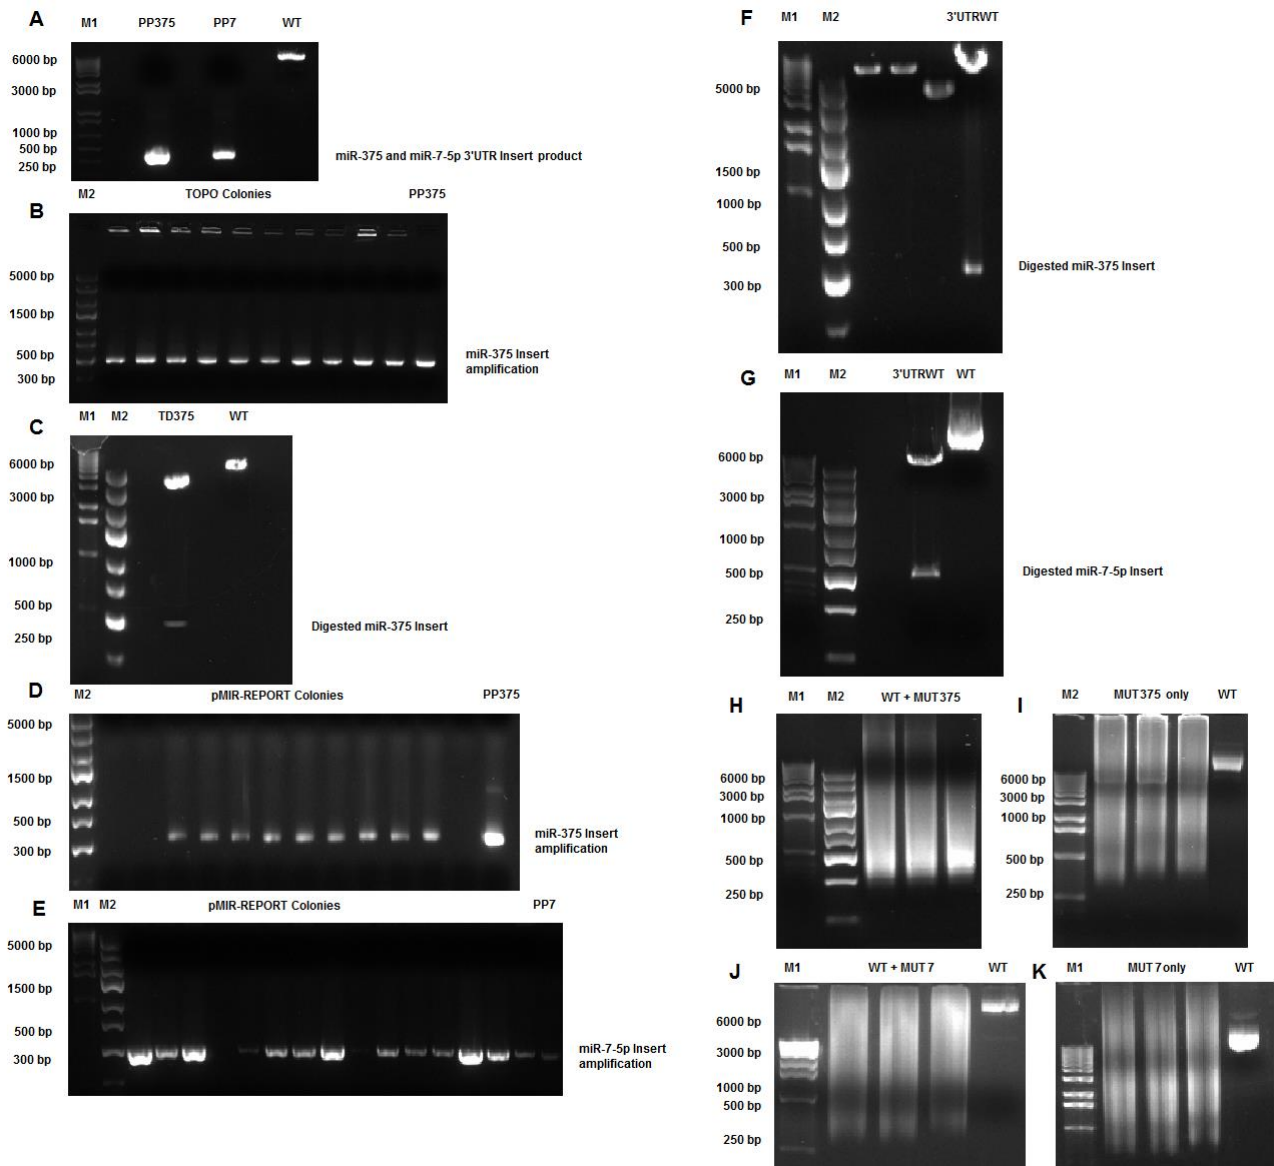 A
M1 PP375 PP7 WT
6000 bp
3000 bp
1000 bp
500 bp
250 bp
miR-375 and miR-7-5p 3'UTR Insert product
B
M2 TOPO Colonies PP375
5000 bp
1500 bp
500 bp
300 bp
miR-375 Insert
amplification
C
M1 M2 TD375 WT
6000 bp
3000 bp
1000 bp
500 bp
250 bp
Digested miR-375 Insert
D
M2 pMIR-REPORT Colonies PP375
5000 bp
1500 bp
500 bp
300 bp
miR-375 Insert
amplification
E
M1 M2 pMIR-REPORT Colonies PP7
5000 bp
1500 bp
500 bp
300 bp
miR-7-5p Insert
amplification
F
M1 M2 3'UTRWT
5000 bp
1500 bp
1000 bp
500 bp
300 bp
Digested miR-375 Insert
G
M1 M2 3'UTRWT WT
6000 bp
3000 bp
1000 bp
500 bp
250 bp
Digested miR-7-5p Insert
H
M1 M2 WT + MUT375
6000 bp
3000 bp
1000 bp
500 bp
250 bp
I
M2 MUT375 only WT
6000 bp
3000 bp
1000 bp
500 bp
250 bp
J
M1 WT + MUT7 WT
6000 bp
3000 bp
1000 bp
500 bp
250 bp
K
M1 MUT7only WT